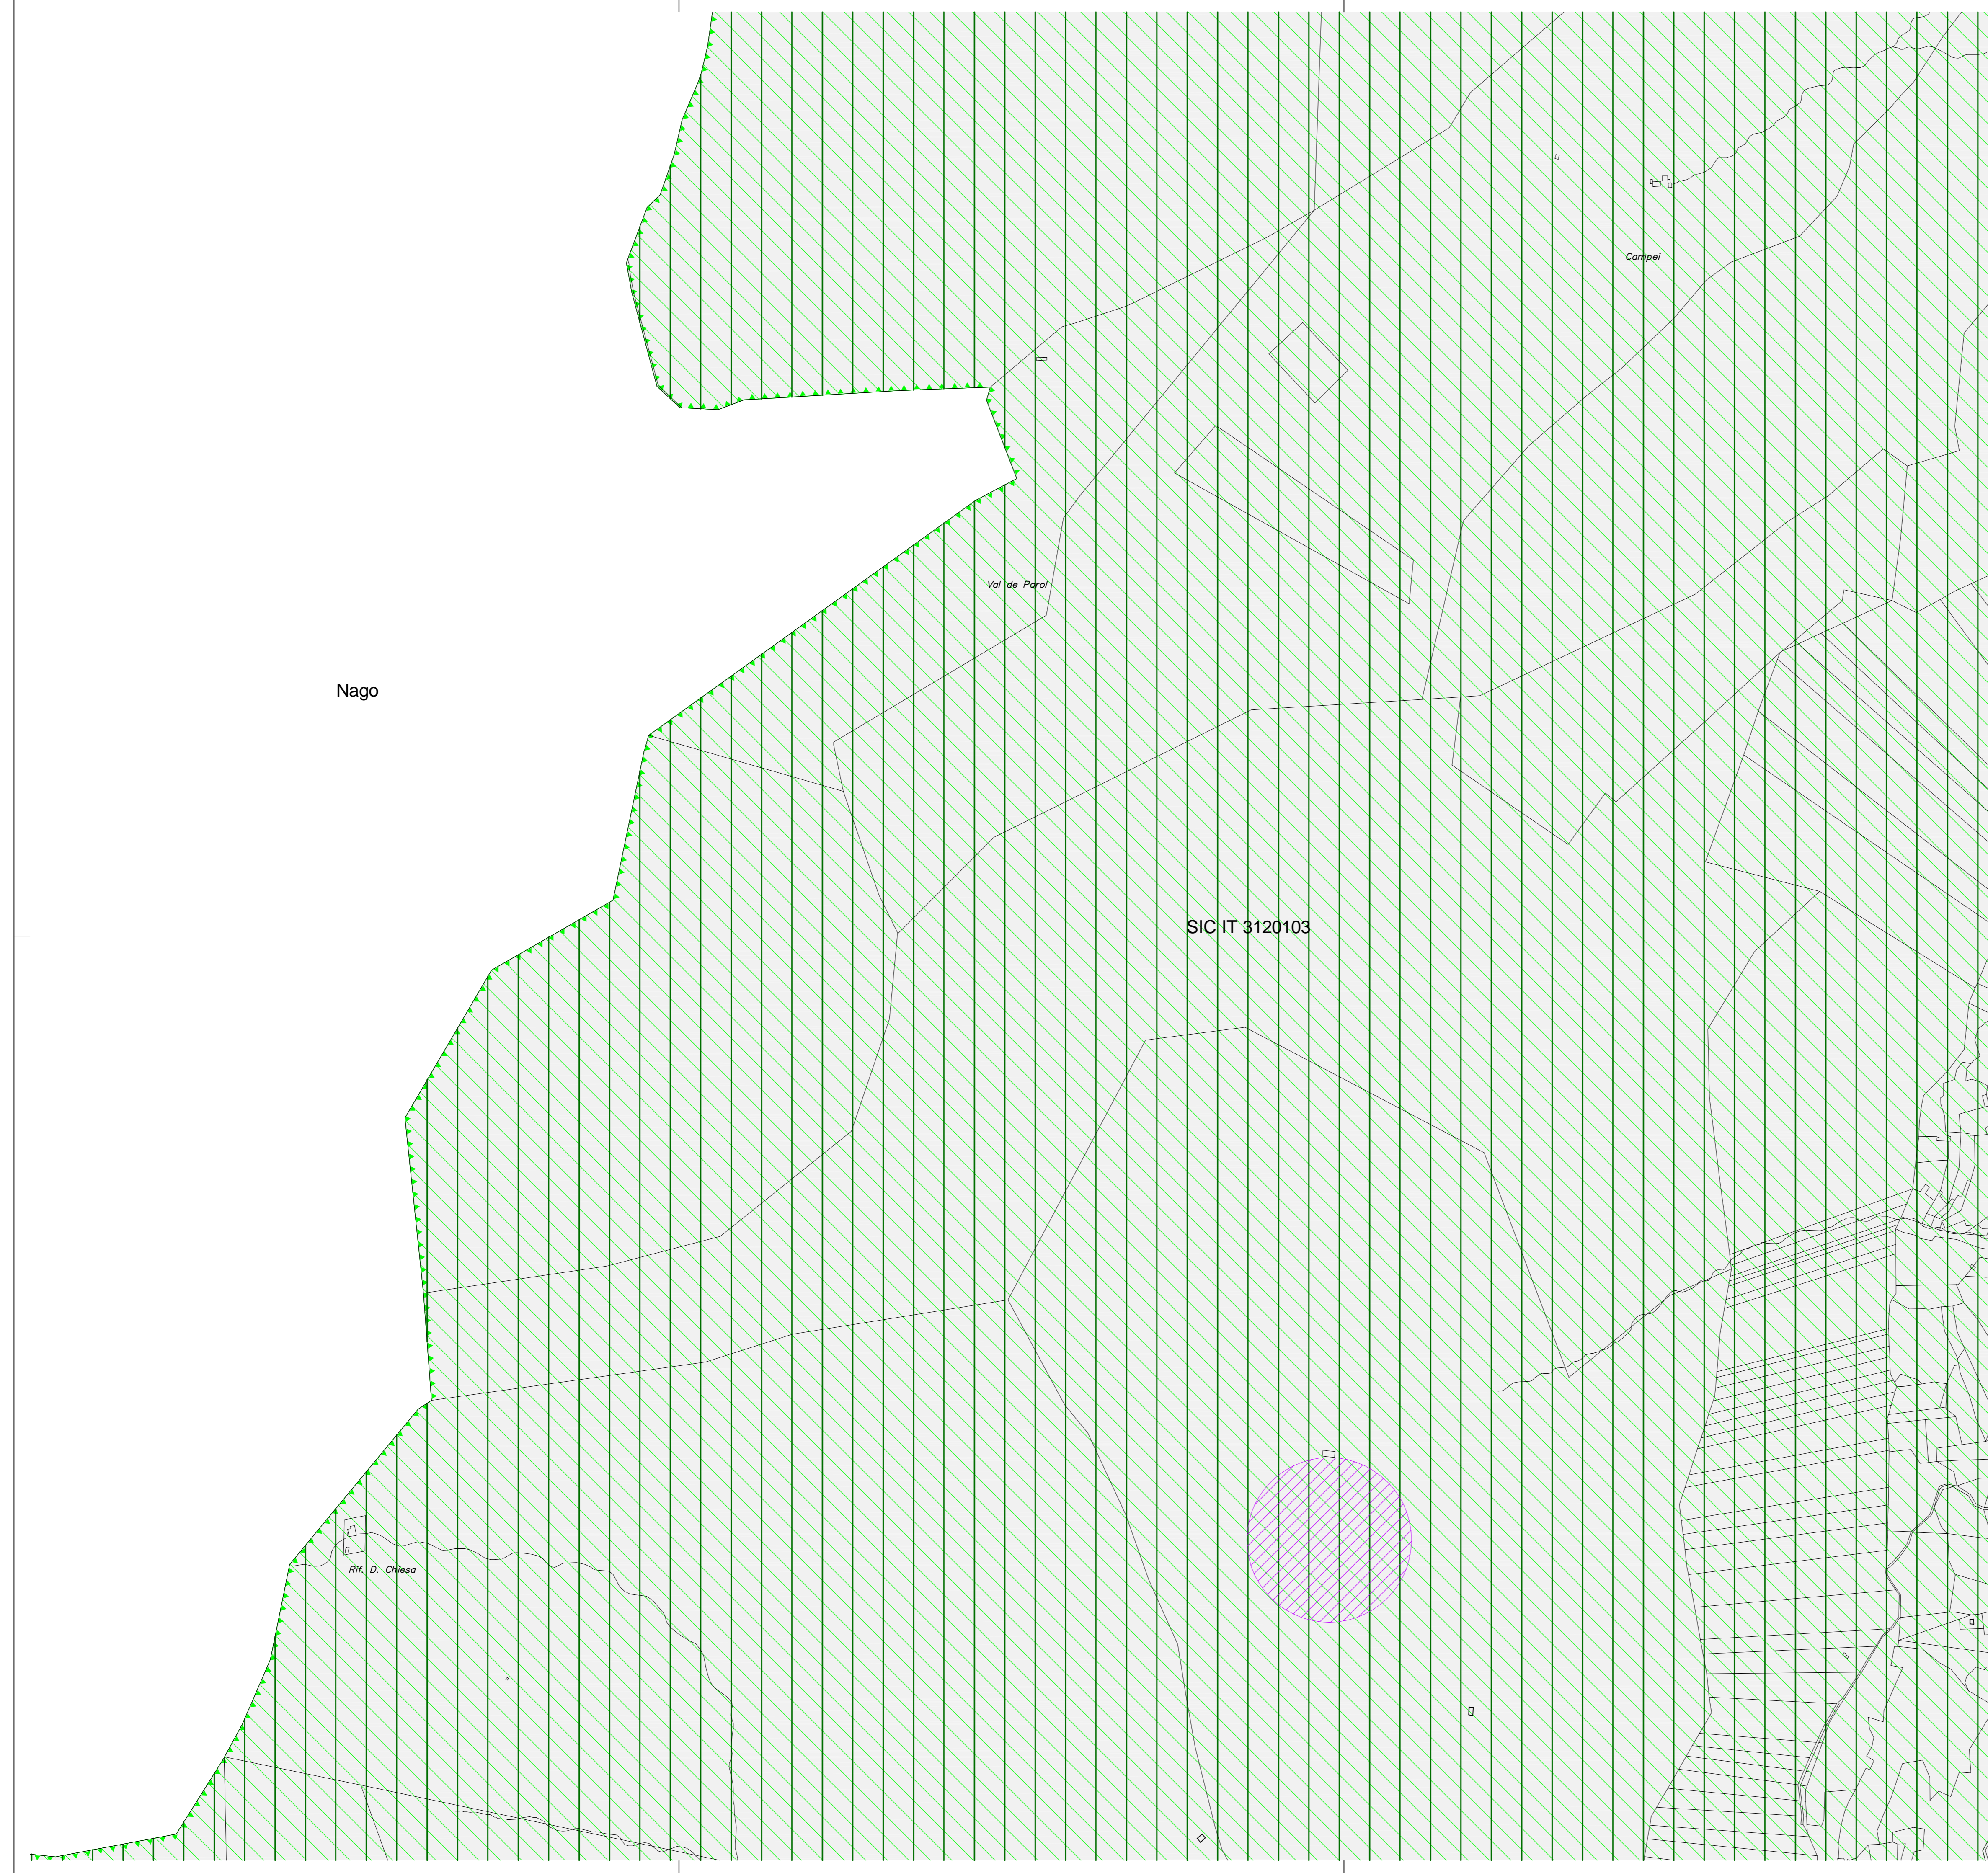 Campei
Val de Parol
Nago
SIC IT 3120103
Rif. D. Chiesa